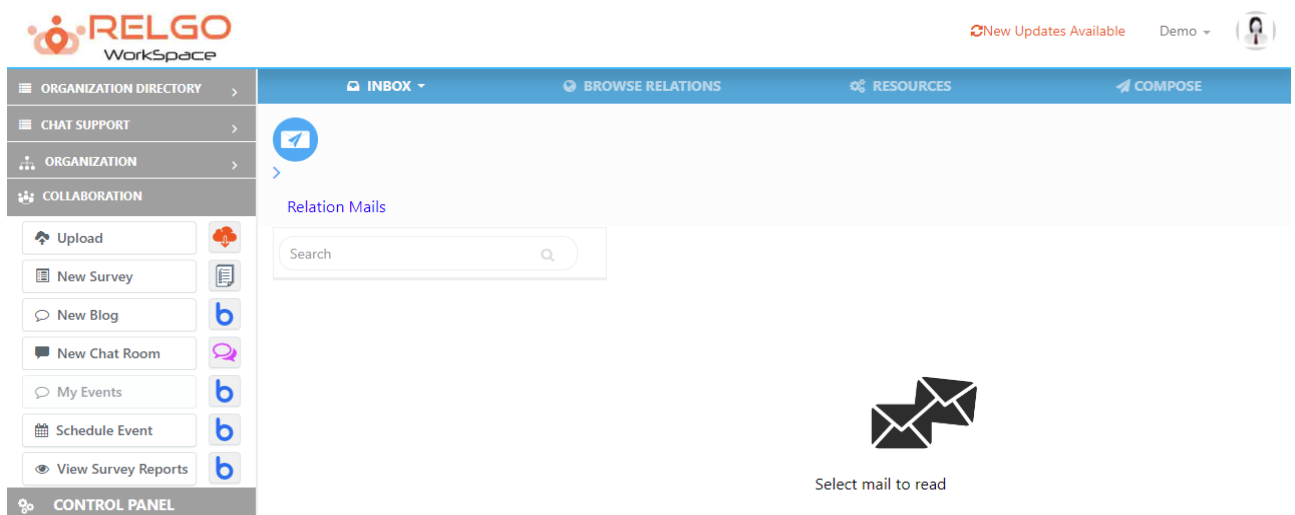 RELGO
WorkSpace
New Updates Available
Demo
ORGANIZATION DIRECTORY
INBOX
BROWSE RELATIONS
RESOURCES
COMPOSE
CHAT SUPPORT
ORGANIZATION
COLLABORATION
Relation Mails
Upload
Search
New Survey
New Blog
New Chat Room
My Events
Schedule Event
View Survey Reports
Select mail to read
CONTROL PANEL